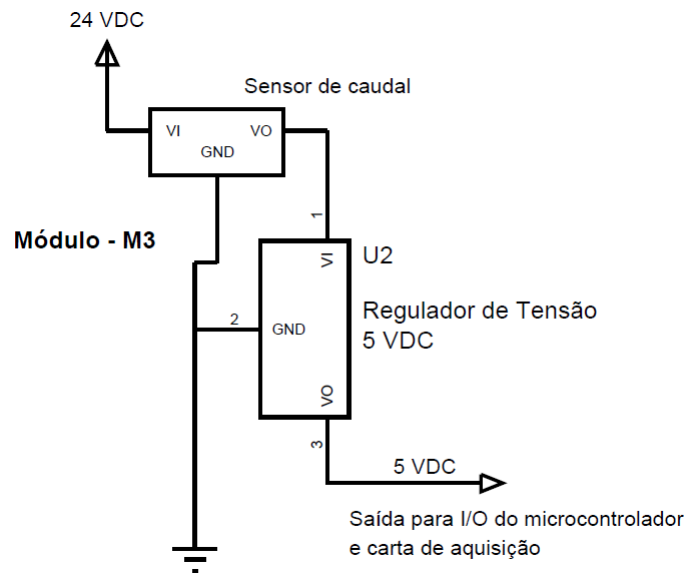 24 VDC
Sensor de caudal
VI
VO
GND
1
Módulo - M3
VI
U2
Regulador de Tensão
5 VDC
2
GND
VO
3
5 VDC
Saída para I/O do microcontrolador
e carta de aquisição